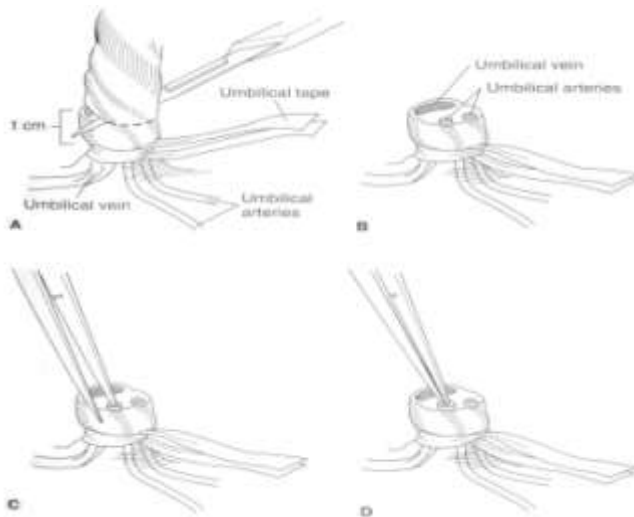 Umbilical tape
1 cm
Umbilical vein
Umbilical
arteries
A
Umbilical vein
Umbilical arteries
B
C
D